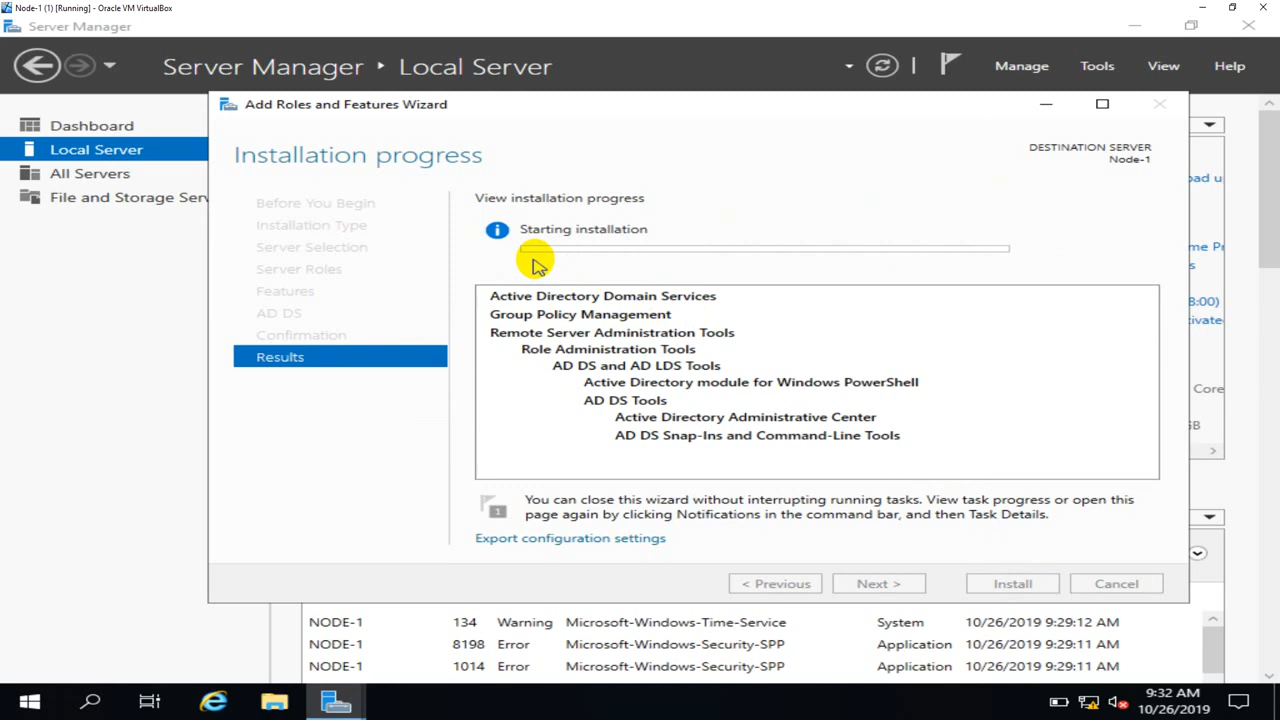 Node-1 (1) [Running] - Oracle VM VirtualBox
Server Manager
Server Manager • Local Server
Manage Tools View Help
Dashboard
Local Server
All Servers
File and Storage Serv
Add Roles and Features Wizard
Installation progress
DESTINATION SERVER
Node-1
Before You Begin
Installation Type
Server Selection
Server Roles
Features
AD DS
Confirmation
Results
View installation progress
Starting installation
Active Directory Domain Services
Group Policy Management
Remote Server Administration Tools
Role Administration Tools
AD DS and AD LDS Tools
Active Directory module for Windows PowerShell
AD DS Tools
Active Directory Administrative Center
AD DS Snap-Ins and Command-Line Tools
1
You can close this wizard without interrupting running tasks. View task progress or open this
page again by clicking Notifications in the command bar, and then Task Details.
Export configuration settings
< Previous Next > Install Cancel
NODE-1 134 Warning Microsoft-Windows-Time-Service System 10/26/2019 9:29:12 AM
NODE-1 8198 Error Microsoft-Windows-Security-SPP Application 10/26/2019 9:29:11 AM
NODE-1 1014 Error Microsoft-Windows-Security-SPP Application 10/26/2019 9:29:11 AM
9:32 AM
10/26/2019